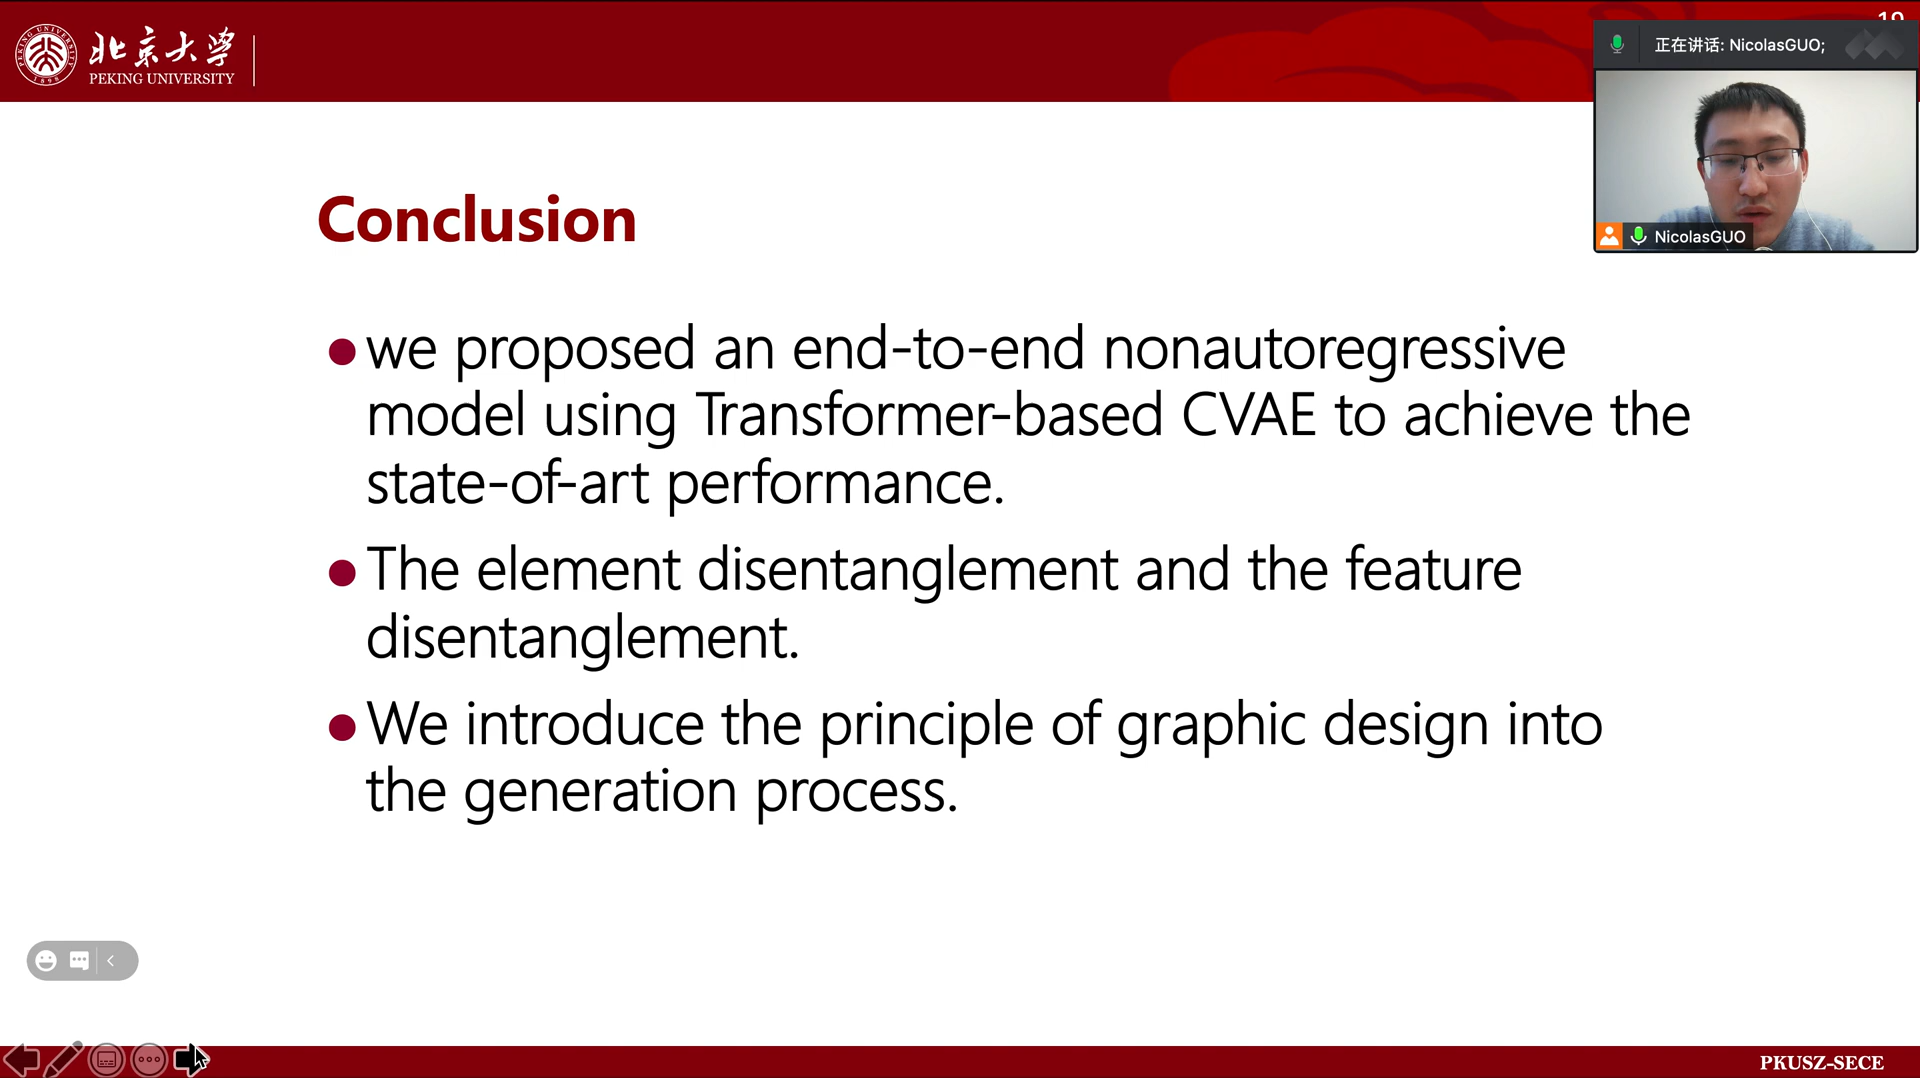 北京大学
PEKING UNIVERSITY
正在讲话: NicolasGUO;
NicolasGUO
Conclusion
we proposed an end-to-end nonautoregressive
model using Transformer-based CVAE to achieve the
state-of-art performance.
The element disentanglement and the feature
disentanglement.
We introduce the principle of graphic design into
the generation process.
PKUSZ-SECE